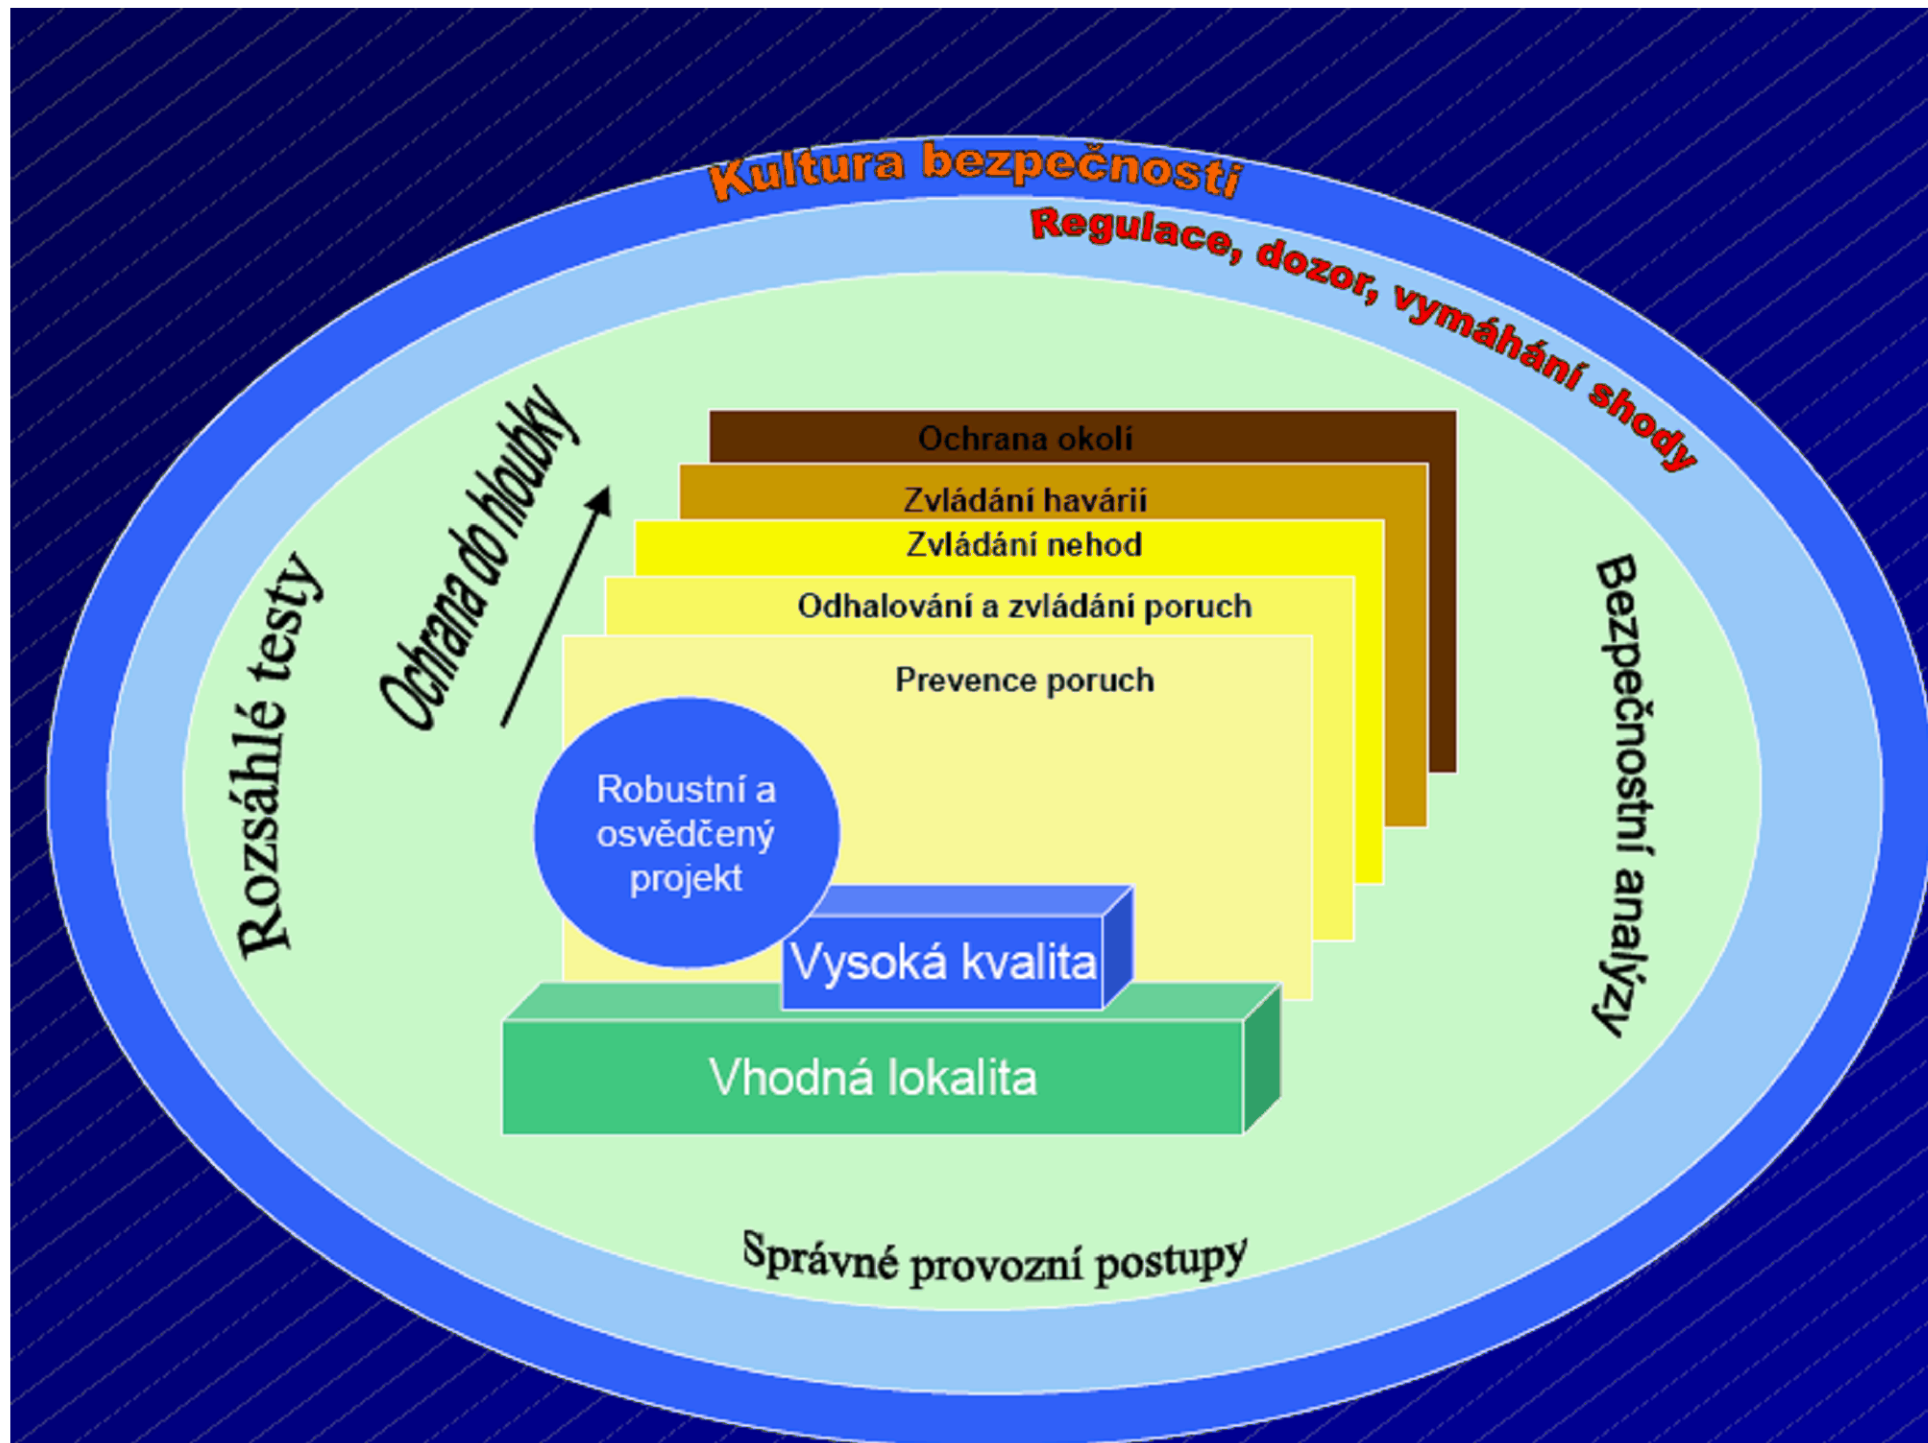 Kultura bezpečnosti
Regulace, dozor, vymáhání shody
Ochrana do hloubky
Rozsáhlé testy
Ochrana okolí
Zvládání havárií
Zvládání nehod
Odhalování a zvládání poruch
Prevence poruch
Robustní a
osvědčený
projekt
Vysoká kvalita
Vhodná lokalita
Bezpečnostní analýzy
Správné provozní postupy